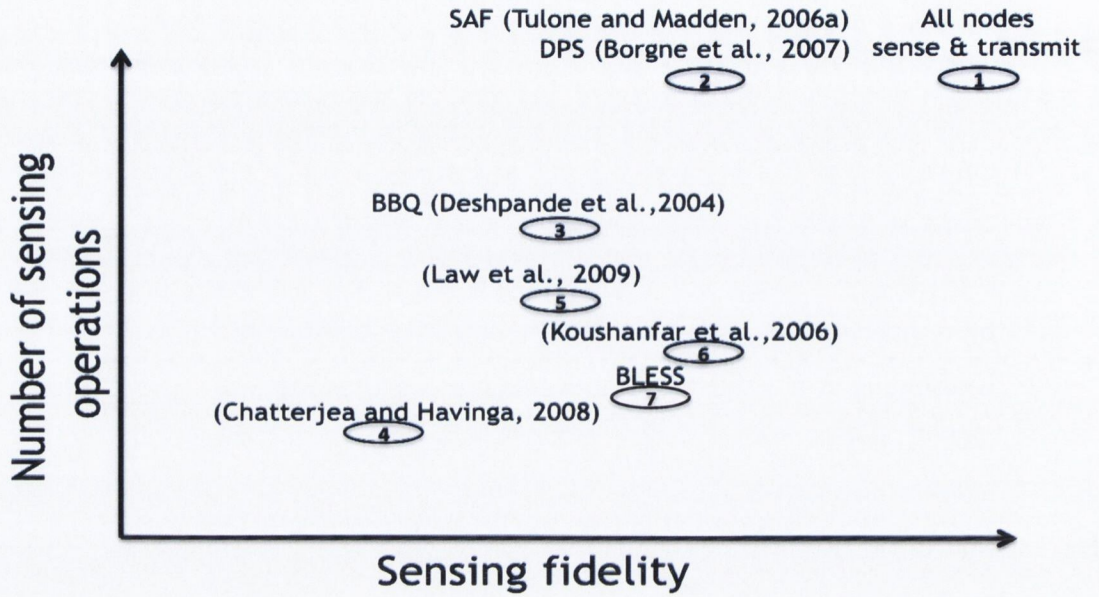 SAF (Tulone and Madden, 2006a)
DPS (Borgne et al., 2007)
2
All nodes
sense & transmit
1
BBQ (Deshpande et al.,2004)
3
(Law et al., 2009)
5
(Koushanfar et al.,2006)
6
BLESS
7
(Chatterjea and Havinga, 2008)
4
Number of sensing
operations
Sensing fidelity